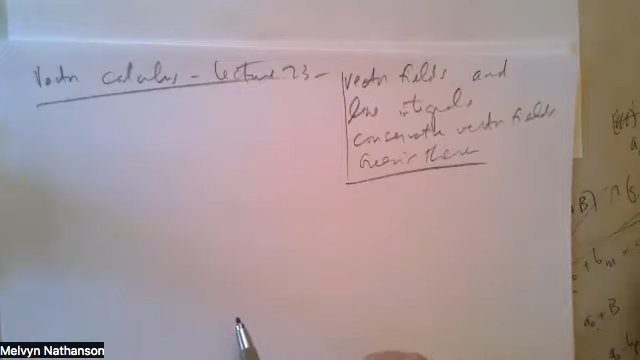 Vector calculus - Lecture 23 -
vector fields and
line integrals
conservative vector fields
Green's Theorem
B)
+ B
Melvyn Nathanson